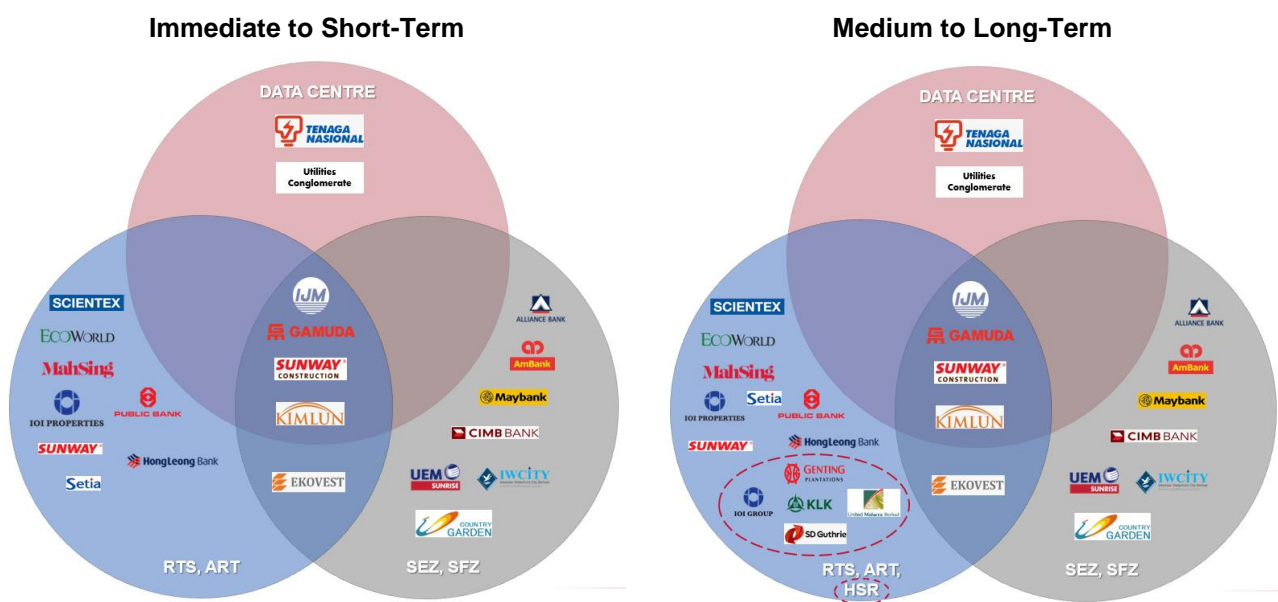 Immediate to Short-Term
DATA CENTRE
TENAGA
NASIONAL
Utilities
Conglomerate
SCIENTEX
ECOWORLD
MahSing
IOI PROPERTIES
PUBLIC BANK
SUNWAY®
HongLeong Bank
Setia
IJM
GAMUDA
SUNWAY®
CONSTRUCTION
KIMLUN
EKOVEST
ALLIANCE BANK
AmBank
Maybank
CIMB BANK
UEM
SUNRISE
IWCITY
COUNTRY
GARDEN
RTS, ART
SEZ, SFZ
Medium to Long-Term
DATA CENTRE
TENAGA
NASIONAL
Utilities
Conglomerate
SCIENTEX
ECOWORLD
MahSing
IOI PROPERTIES
Setia
PUBLIC BANK
SUNWAY®
HongLeong Bank
GENTING
PLANTATIONS
IOI GROUP
KLK
United Malacca Berhad
SD Guthrie
IJM
GAMUDA
SUNWAY®
CONSTRUCTION
KIMLUN
EKOVEST
ALLIANCE BANK
AmBank
Maybank
CIMB BANK
UEM
SUNRISE
IWCITY
COUNTRY
GARDEN
RTS, ART,
HSR
SEZ, SFZ